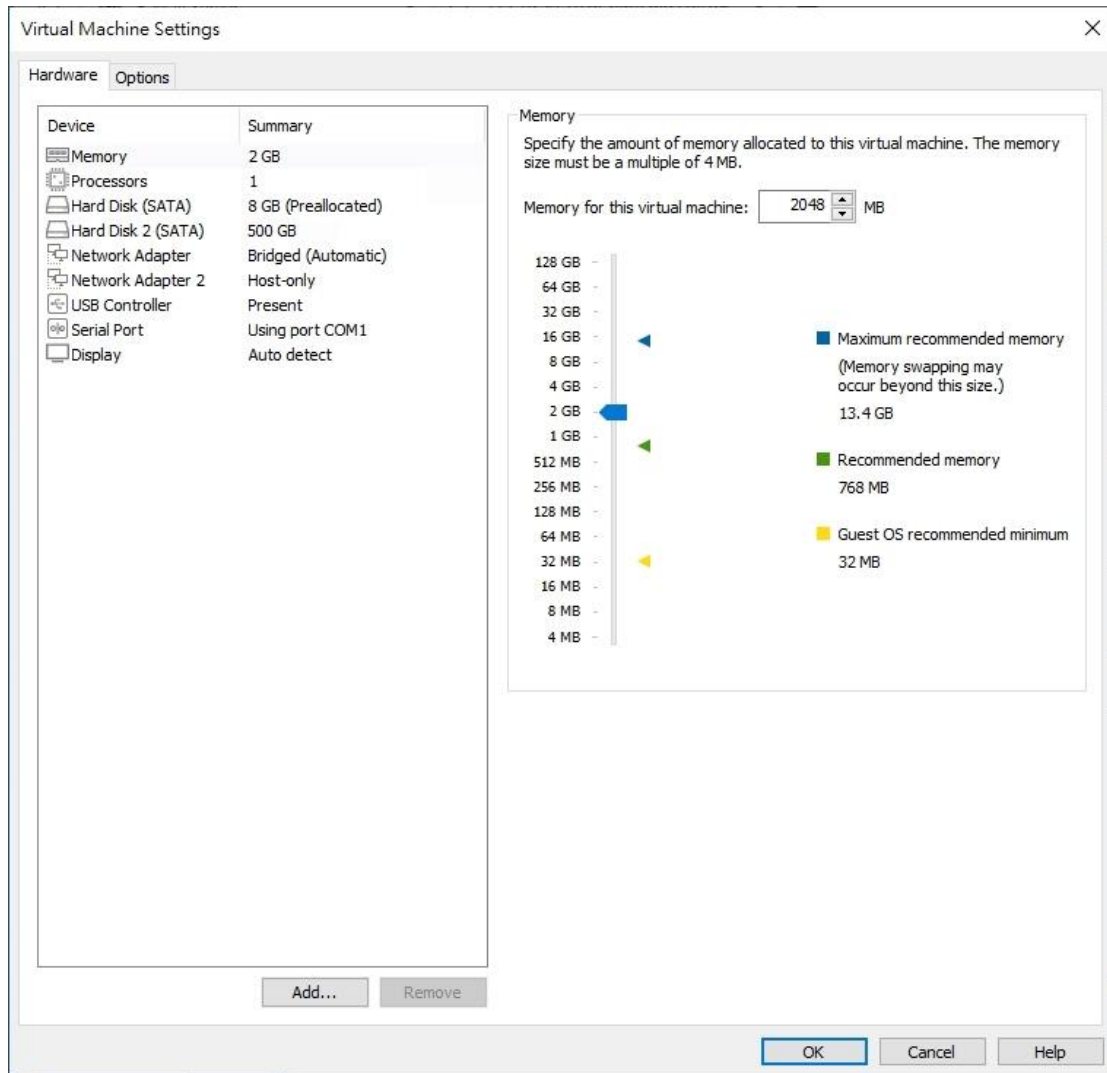 Virtual Machine Settings
Hardware Options
Device Summary
Memory 2 GB
Processors 1
Hard Disk (SATA) 8 GB (Preallocated)
Hard Disk 2 (SATA) 500 GB
Network Adapter Bridged (Automatic)
Network Adapter 2 Host-only
USB Controller Present
Serial Port Using port COM1
Display Auto detect
Add... Remove
Memory
Specify the amount of memory allocated to this virtual machine. The memory
size must be a multiple of 4 MB.
Memory for this virtual machine: 2048 MB
128 GB
64 GB
32 GB
16 GB
8 GB
4 GB
2 GB
1 GB
512 MB
256 MB
128 MB
64 MB
32 MB
16 MB
8 MB
4 MB
Maximum recommended memory
(Memory swapping may
occur beyond this size.)
13.4 GB
Recommended memory
768 MB
Guest OS recommended minimum
32 MB
OK Cancel Help